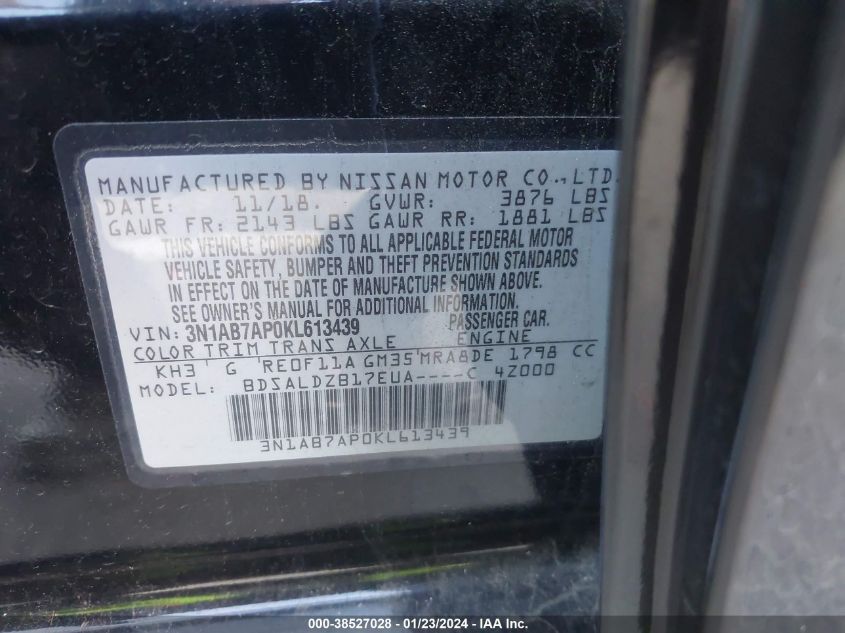 MANUFACTURED BY NISSAN MOTOR CO.,LTD.
DATE: 11/18. GVWR: 3876 LBS
GAWR FR: 2143 LBS GAWR RR: 1881 LBS
THIS VEHICLE CONFORMS TO ALL APPLICABLE FEDERAL MOTOR
VEHICLE SAFETY, BUMPER AND THEFT PREVENTION STANDARDS
IN EFFECT ON THE DATE OF MANUFACTURE SHOWN ABOVE.
SEE OWNER'S MANUAL FOR ADDITIONAL INFORMATION.
VIN: 3N1AB7AP0KL613439 PASSENGER CAR.
COLOR TRIM TRANS AXLE ENGINE
KH3 G RE0F11A GM35 MRA8DE 1798 CC
MODEL: BDSALDZB17EUA----C 4Z000
3N1AB7AP0KL613439
000-38527028 - 01/23/2024 - IAA Inc.